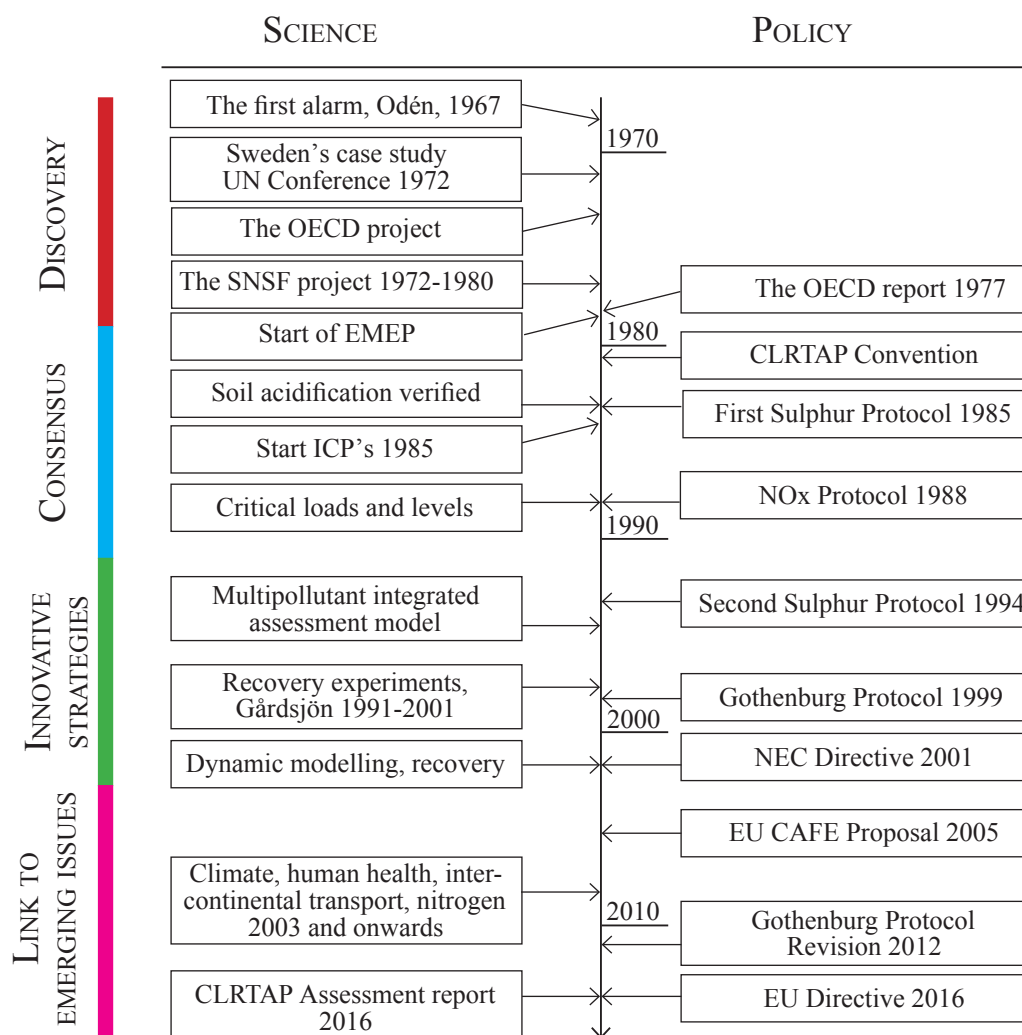 SCIENCE
POLICY
DISCOVERY
CONSENSUS
INNOVATIVE
STRATEGIES
LINK TO
EMERGING ISSUES
The first alarm, Odén, 1967
Sweden's case study
UN Conference 1972
The OECD project
The SNSF project 1972-1980
Start of EMEP
Soil acidification verified
Start ICP's 1985
Critical loads and levels
Multipollutant integrated
assessment model
Recovery experiments,
Gårdsjön 1991-2001
Dynamic modelling, recovery
Climate, human health, inter-
continental transport, nitrogen
2003 and onwards
CLRTAP Assessment report
2016
1970
1980
1990
2000
2010
The OECD report 1977
CLRTAP Convention
First Sulphur Protocol 1985
NOx Protocol 1988
Second Sulphur Protocol 1994
Gothenburg Protocol 1999
NEC Directive 2001
EU CAFE Proposal 2005
Gothenburg Protocol
Revision 2012
EU Directive 2016